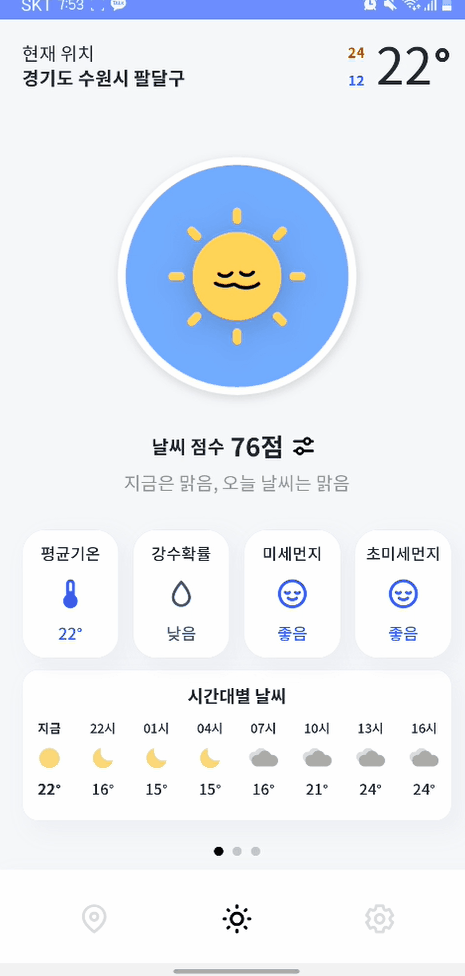 SKT 7:53
현재 위치
경기도 수원시 팔달구
24
12
22°
날씨 점수 76점
지금은 맑음, 오늘 날씨는 맑음
평균기온 강수확률 미세먼지 초미세먼지
22° 낮음 좋음 좋음
시간대별 날씨
지금 22시 01시 04시 07시 10시 13시 16시
22° 16° 15° 15° 16° 21° 24° 24°